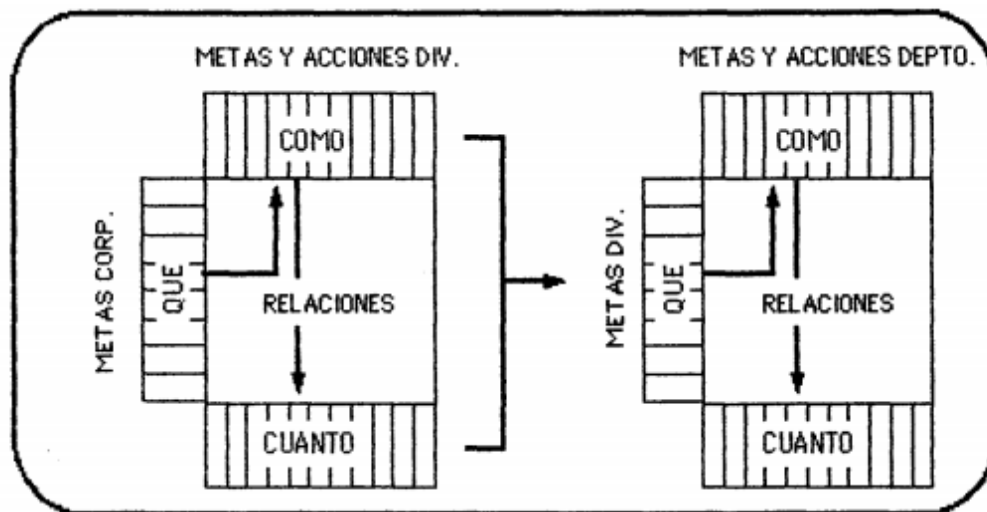 METAS Y ACCIONES DIV.
COMO
METAS CORP.
QUE
RELACIONES
CUANTO
METAS Y ACCIONES DEPTO.
COMO
METAS DIV.
QUE
RELACIONES
CUANTO